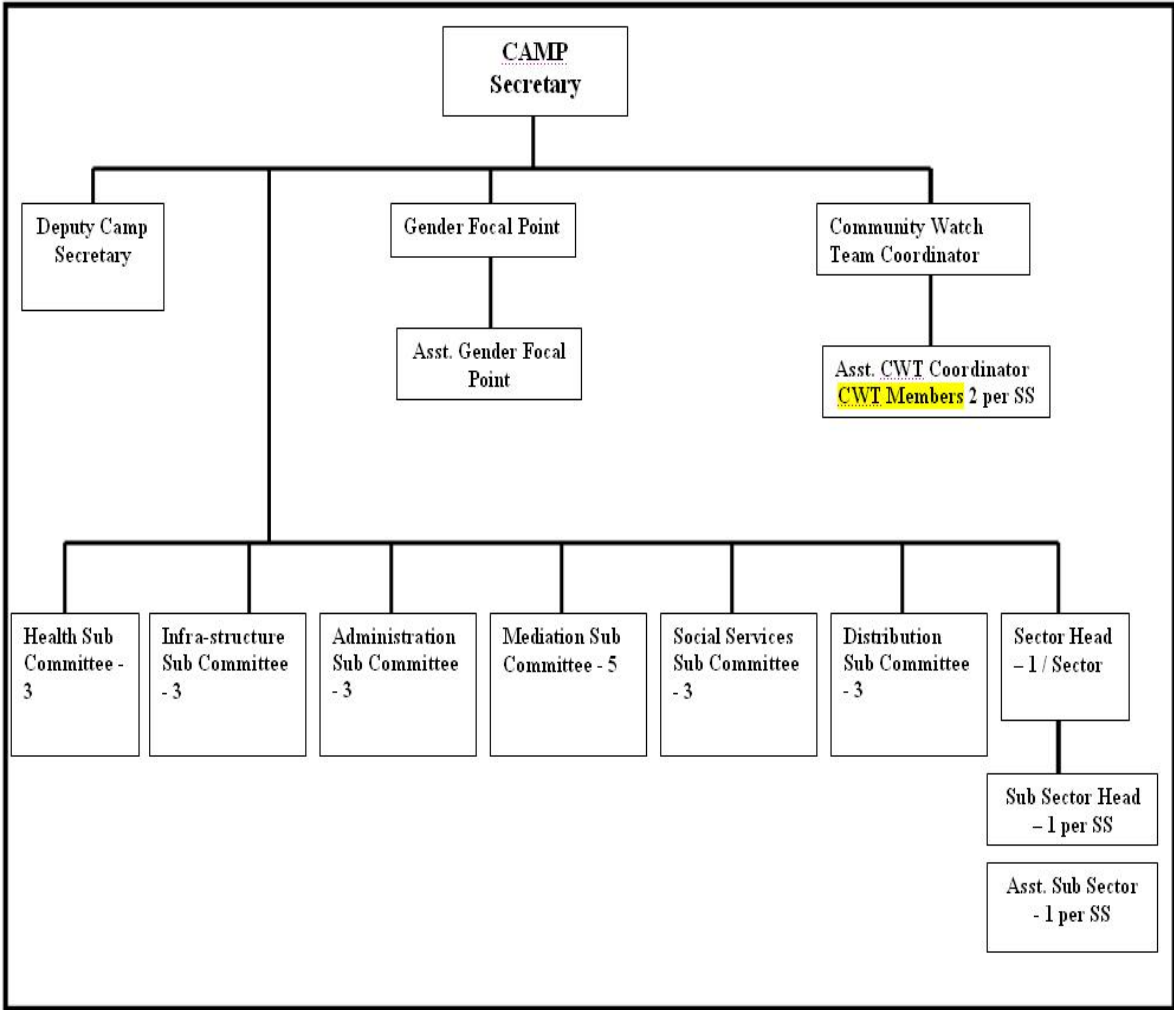 CAMP
Secretary
Deputy Camp
Secretary
Gender Focal Point
Community Watch
Team Coordinator
Asst. Gender Focal
Point
Asst. CWT Coordinator
CWT Members 2 per SS
Health Sub
Committee -
3
Infra-structure
Sub Committee
- 3
Administration
Sub Committee
- 3
Mediation Sub
Committee - 5
Social Services
Sub Committee
- 3
Distribution
Sub Committee
- 3
Sector Head
– 1 / Sector
Sub Sector Head
– 1 per SS
Asst. Sub Sector
- 1 per SS